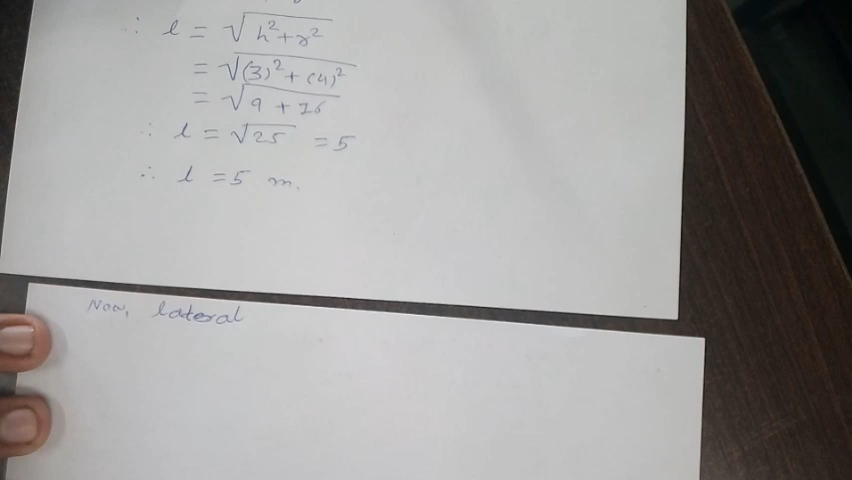 ∴ l = √h²+r²
= √(3)²+(4)²
= √9+16
∴ l = √25 = 5
∴ l = 5 m.
Now, lateral